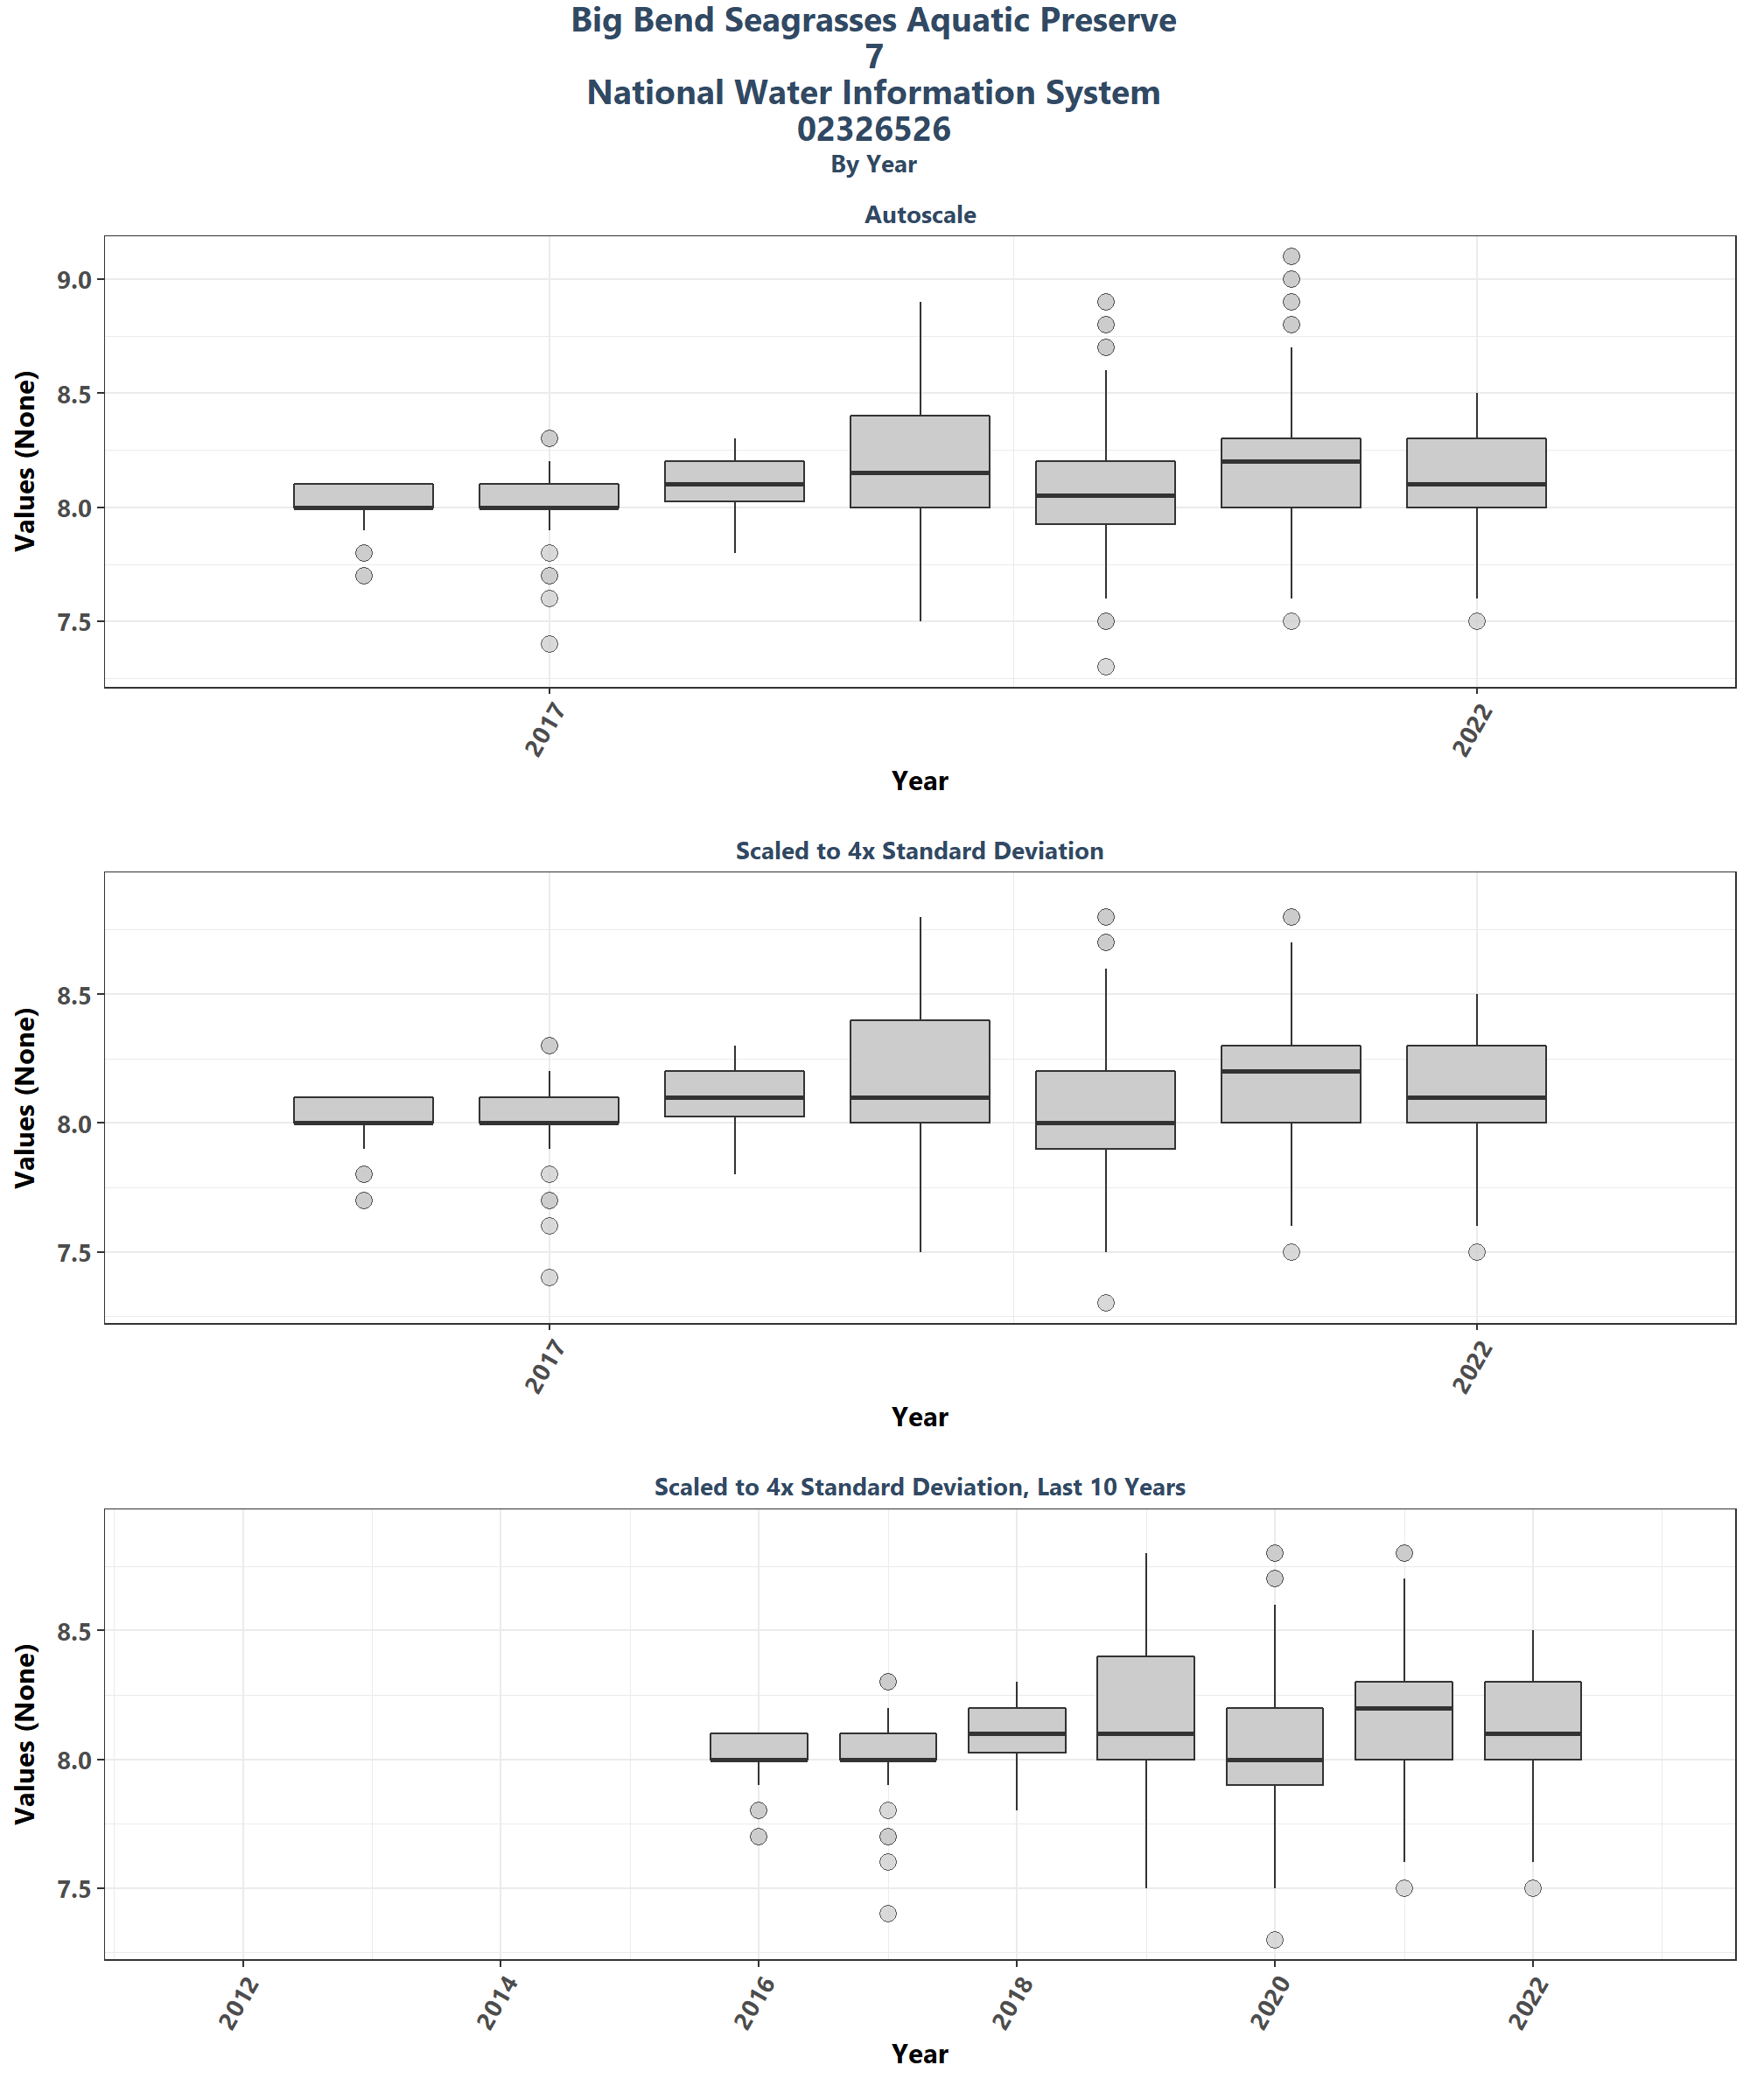 Big Bend Seagrasses Aquatic Preserve
7
National Water Information System
02326526
By Year
Autoscale
Values (None)
9.0
8.5
8.0
7.5
2017
2022
Year
Scaled to 4x Standard Deviation
Values (None)
8.5
8.0
7.5
2017
2022
Year
Scaled to 4x Standard Deviation, Last 10 Years
Values (None)
8.5
8.0
7.5
2012
2014
2016
2018
2020
2022
Year